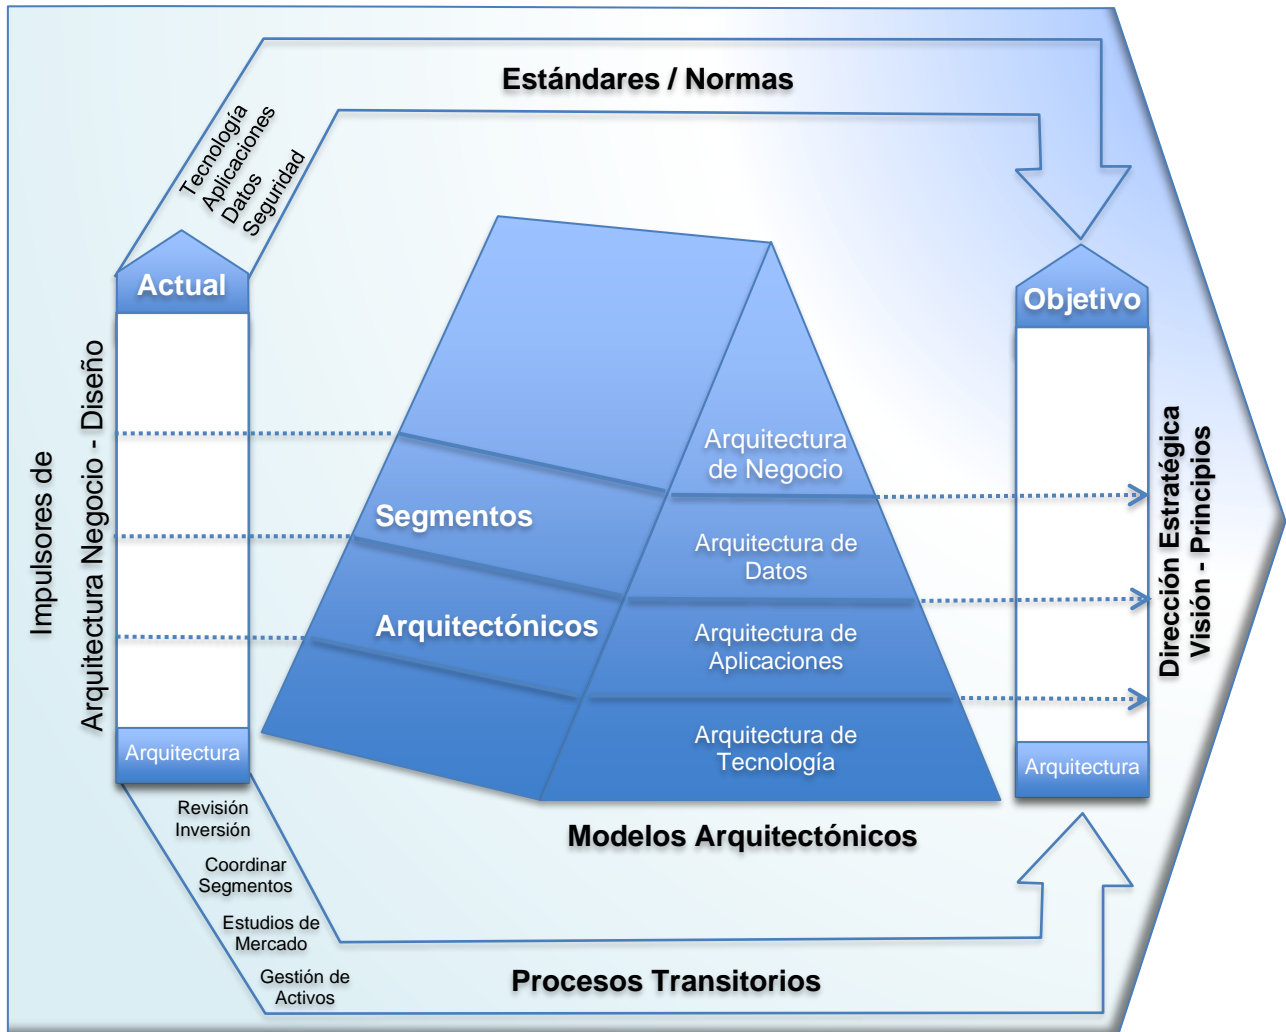 Estándares / Normas
Tecnología
Aplicaciones
Datos
Seguridad
Actual
Objetivo
Impulsores de
Arquitectura Negocio - Diseño
Arquitectura
de Negocio
Segmentos
Arquitectura de
Datos
Arquitectónicos
Arquitectura de
Aplicaciones
Arquitectura de
Tecnología
Dirección Estratégica
Visión - Principios
Arquitectura
Arquitectura
Modelos Arquitectónicos
Revisión
Inversión
Coordinar
Segmentos
Estudios de
Mercado
Gestión de
Activos
Procesos Transitorios